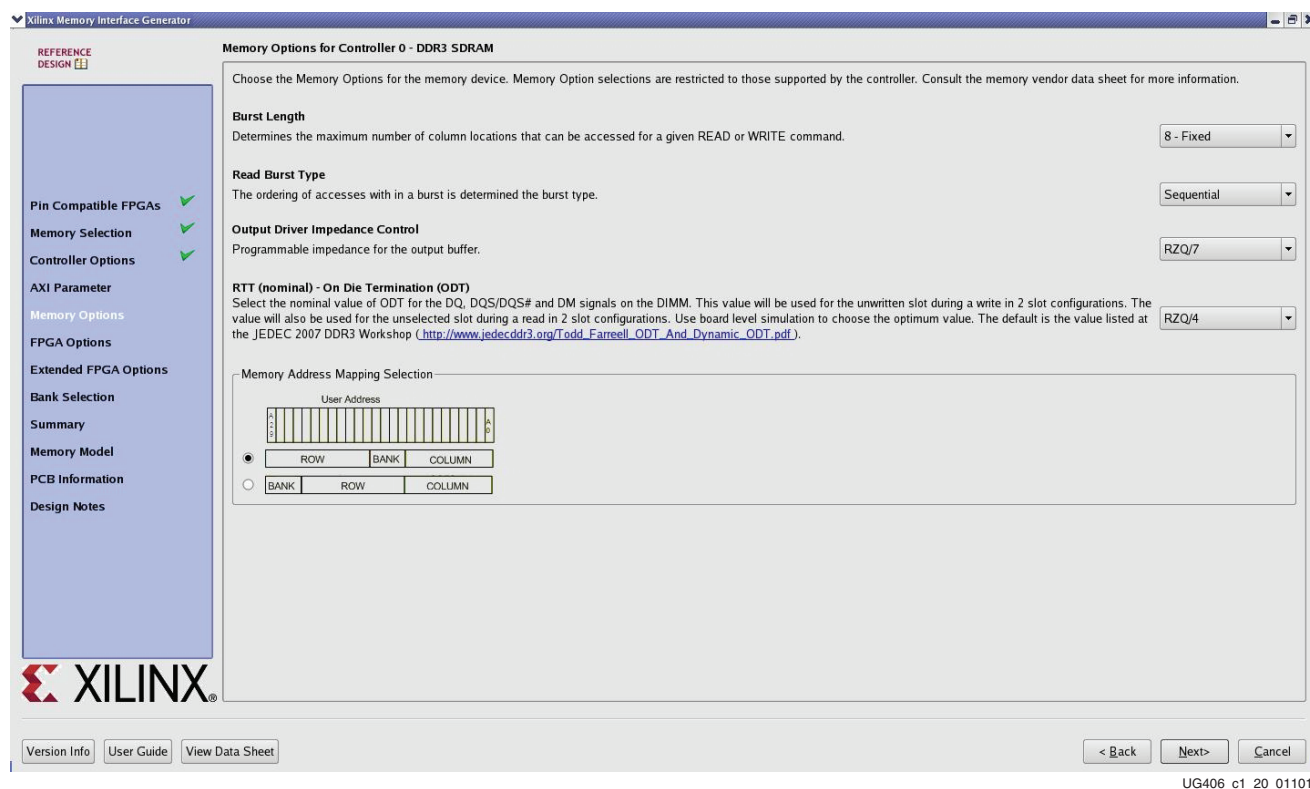 Xilinx Memory Interface Generator
REFERENCE
DESIGN
Pin Compatible FPGAs
Memory Selection
Controller Options
AXI Parameter
Memory Options
FPGA Options
Extended FPGA Options
Bank Selection
Summary
Memory Model
PCB Information
Design Notes
XILINX®
Memory Options for Controller 0 - DDR3 SDRAM
Choose the Memory Options for the memory device. Memory Option selections are restricted to those supported by the controller. Consult the memory vendor data sheet for more information.
Burst Length
Determines the maximum number of column locations that can be accessed for a given READ or WRITE command.
8 - Fixed
Read Burst Type
The ordering of accesses with in a burst is determined the burst type.
Sequential
Output Driver Impedance Control
Programmable impedance for the output buffer.
RZQ/7
RTT (nominal) - On Die Termination (ODT)
Select the nominal value of ODT for the DQ, DQS/DQS# and DM signals on the DIMM. This value will be used for the unwritten slot during a write in 2 slot configurations. The
value will also be used for the unselected slot during a read in 2 slot configurations. Use board level simulation to choose the optimum value. The default is the value listed at
the JEDEC 2007 DDR3 Workshop ( http://www.jedecddr3.org/Todd_Farreell_ODT_And_Dynamic_ODT.pdf ).
RZQ/4
Memory Address Mapping Selection
User Address
A29
A0
ROW BANK COLUMN
BANK ROW COLUMN
Version Info User Guide View Data Sheet
< Back Next> Cancel
UG406_c1_20_01101